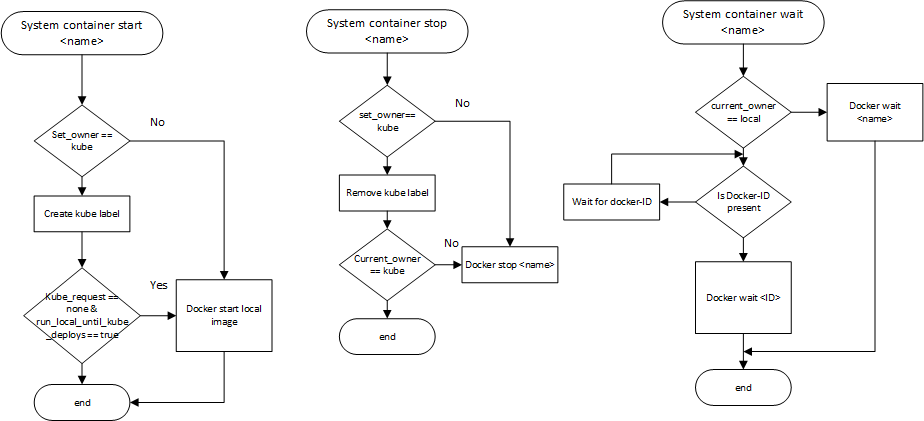 System container start
<name>
Set_owner ==
kube
No
Create kube label
Kube_request ==
none &
run_local_until_kube
_deploys == true
Yes
Docker start local
image
end
System container stop
<name>
set_owner==
kube
No
Remove kube label
Current_owner
== kube
No
Docker stop <name>
end
System container wait
<name>
current_owner
== local
Docker wait
<name>
Wait for docker-ID
Is Docker-ID
present
Docker wait <ID>
end